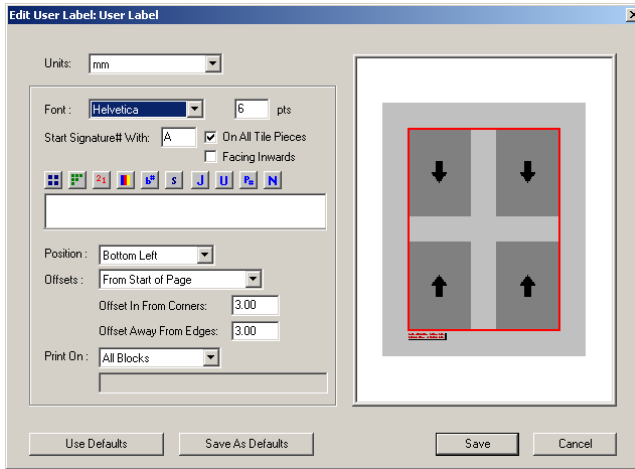 Edit User Label: User Label
Units: mm
Font : Helvetica 6 pts
Start Signature# With: A On All Tile Pieces
Facing Inwards
21 b# s J U N
Position : Bottom Left
Offsets : From Start of Page
Offset In From Corners: 3.00
Offset Away From Edges: 3.00
Print On : All Blocks
Use Defaults Save As Defaults Save Cancel